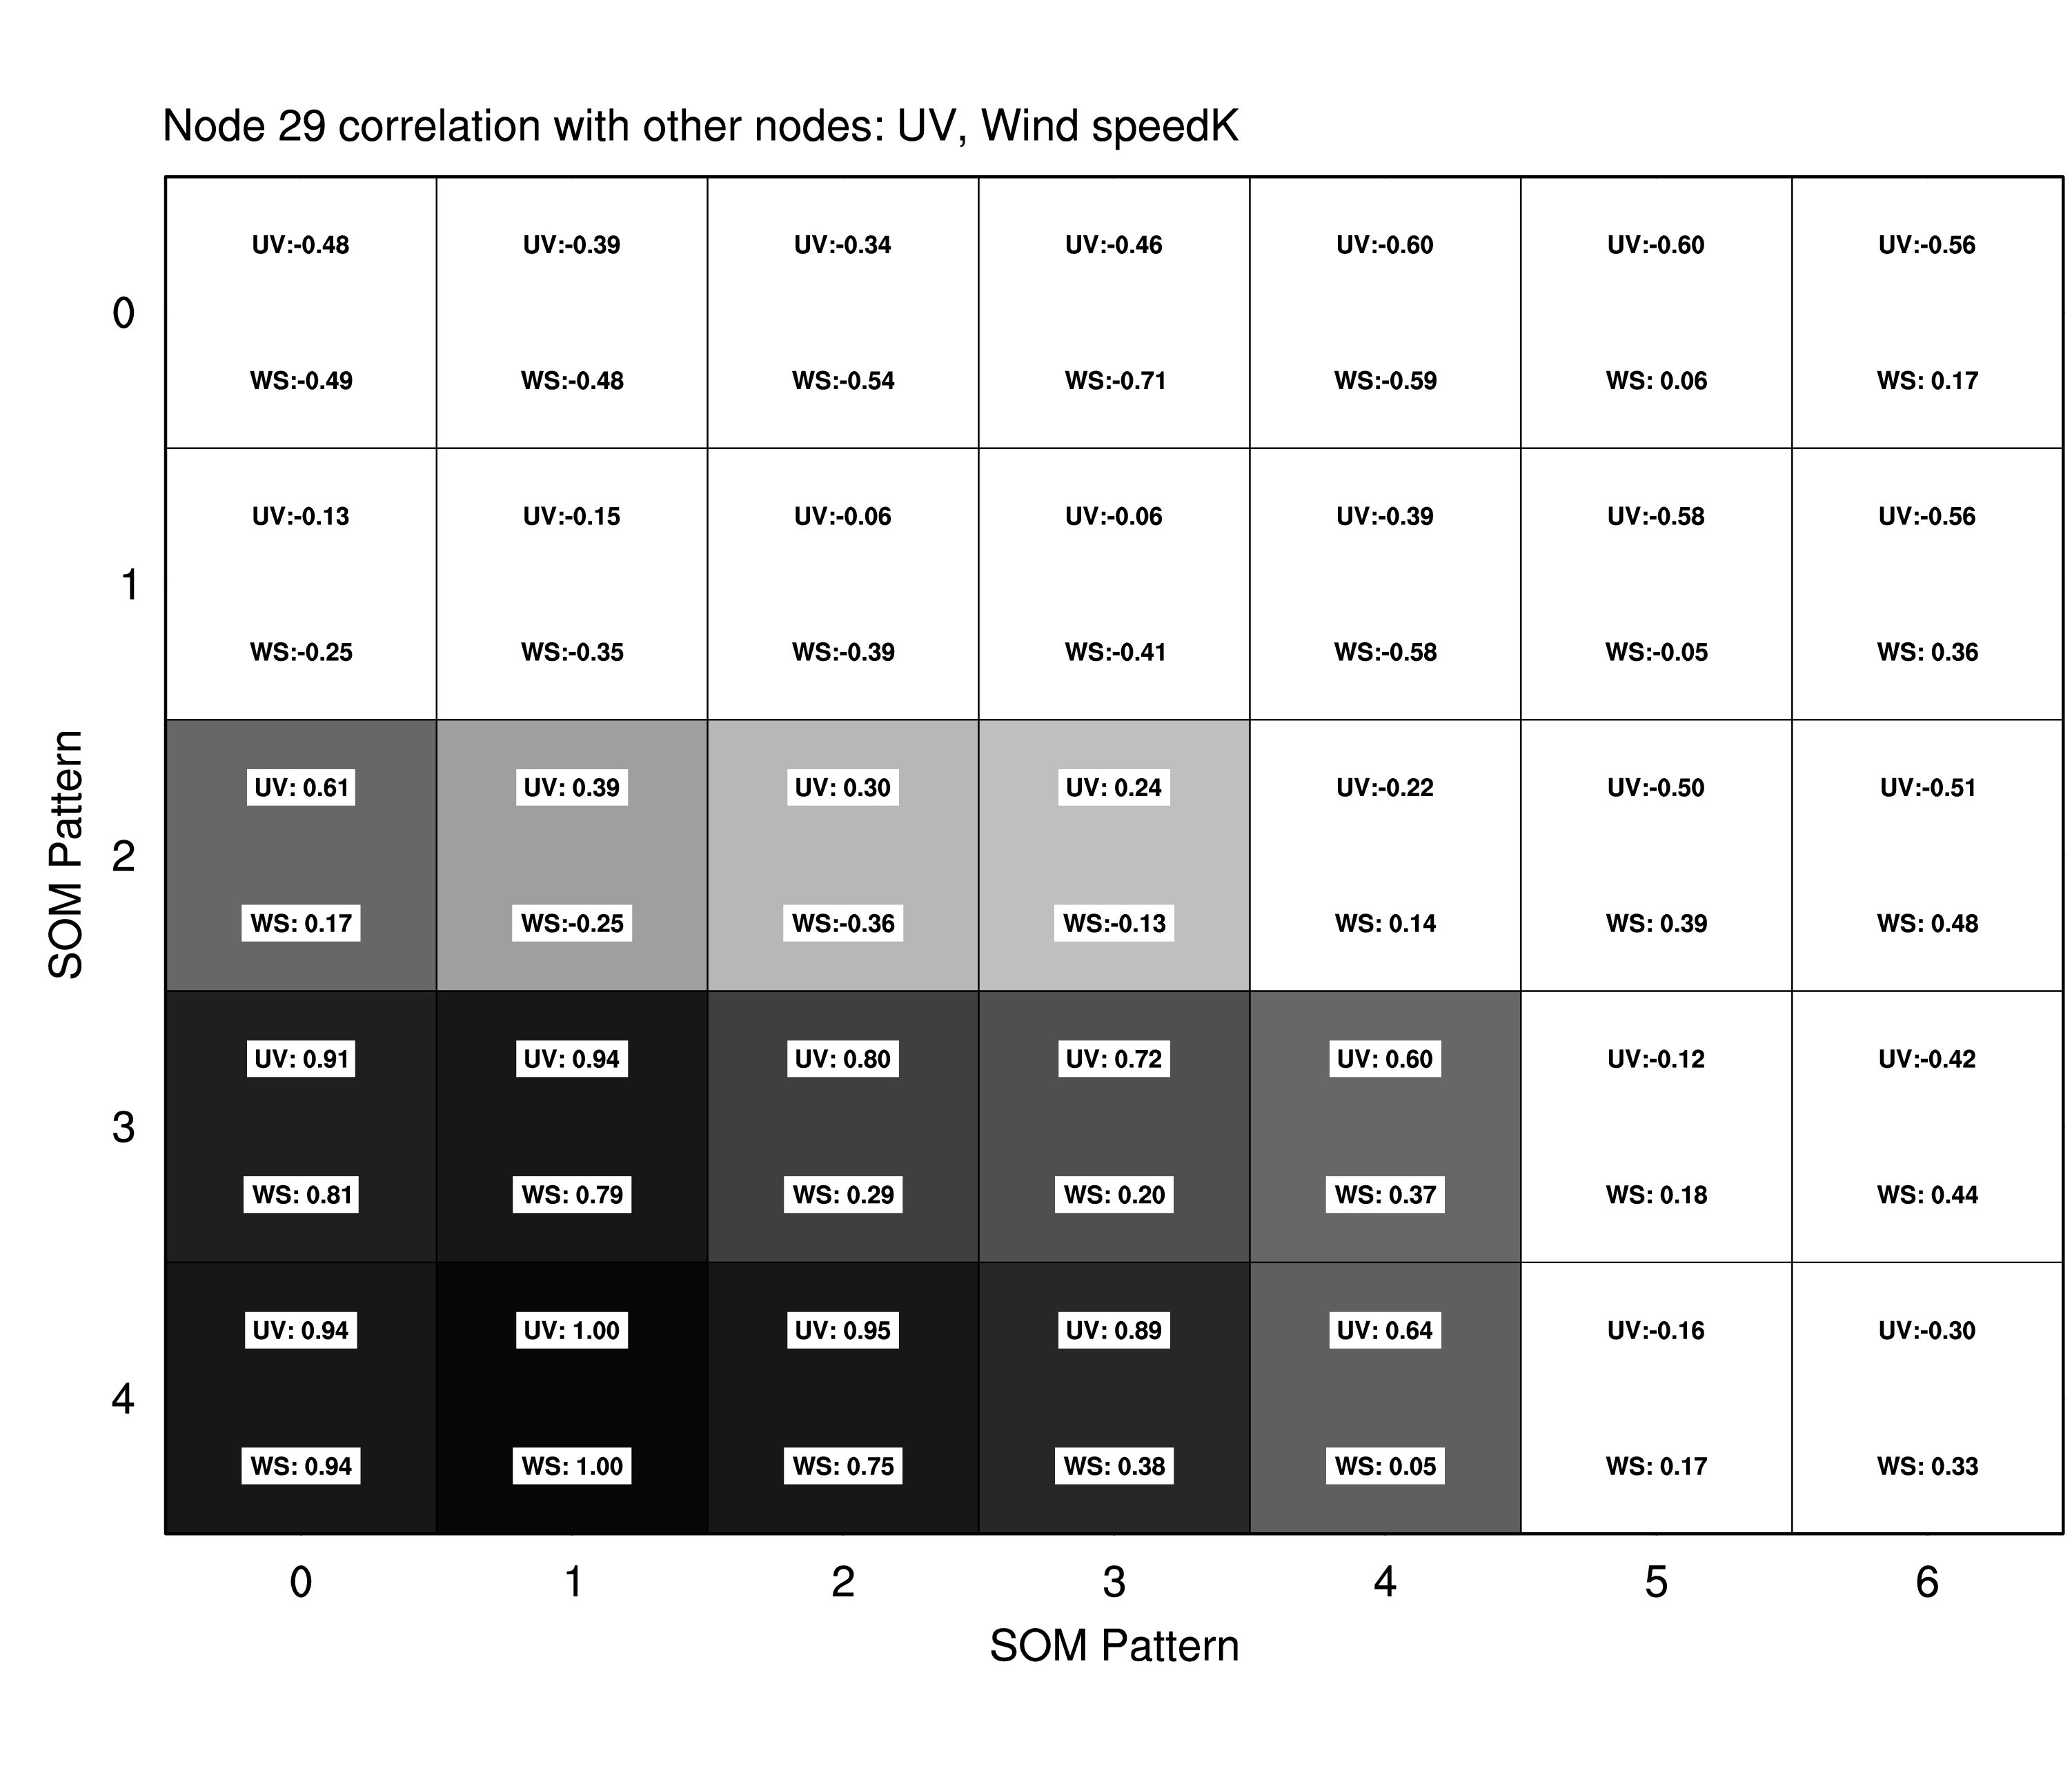 Node 29 correlation with other nodes: UV, Wind speedK
UV:-0.48 UV:-0.39 UV:-0.34 UV:-0.46 UV:-0.60 UV:-0.60 UV:-0.56
0
WS:-0.49 WS:-0.48 WS:-0.54 WS:-0.71 WS:-0.59 WS: 0.06 WS: 0.17
UV:-0.13 UV:-0.15 UV:-0.06 UV:-0.06 UV:-0.39 UV:-0.58 UV:-0.56
1
WS:-0.25 WS:-0.35 WS:-0.39 WS:-0.41 WS:-0.58 WS:-0.05 WS: 0.36
UV: 0.61 UV: 0.39 UV: 0.30 UV: 0.24 UV:-0.22 UV:-0.50 UV:-0.51
SOM Pattern
2
WS: 0.17 WS:-0.25 WS:-0.36 WS:-0.13 WS: 0.14 WS: 0.39 WS: 0.48
UV: 0.91 UV: 0.94 UV: 0.80 UV: 0.72 UV: 0.60 UV:-0.12 UV:-0.42
3
WS: 0.81 WS: 0.79 WS: 0.29 WS: 0.20 WS: 0.37 WS: 0.18 WS: 0.44
UV: 0.94 UV: 1.00 UV: 0.95 UV: 0.89 UV: 0.64 UV:-0.16 UV:-0.30
4
WS: 0.94 WS: 1.00 WS: 0.75 WS: 0.38 WS: 0.05 WS: 0.17 WS: 0.33
0 1 2 3 4 5 6
SOM Pattern